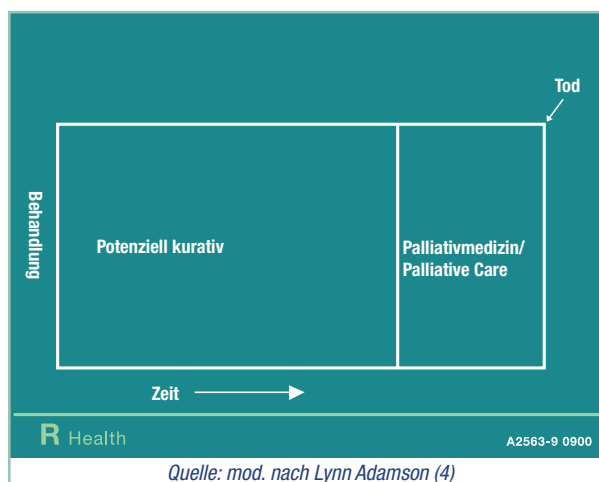 Tod
Behandlung
Potenziell kurativ
Palliativmedizin/
Palliative Care
Zeit
R Health
A2563-9 0900
Quelle: mod. nach Lynn Adamson (4)